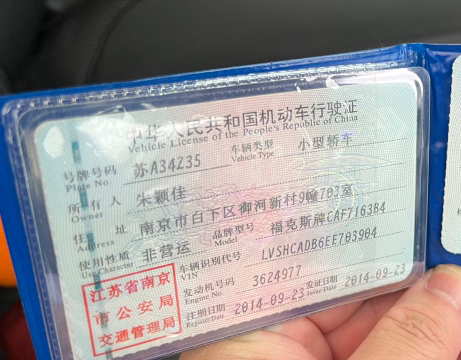 中华人民共和国机动车行驶证
Vehicle License of the People's Republic of China
号牌号码 苏A34Z35 车辆类型 小型轿车
Plate No. Vehicle Type
所有人 朱颖佳
Owner
住址 南京市白下区御河新村9幢703室
Address
使用性质 非营运 品牌型号 福克斯牌CAF7163B4
Use Character Model
车辆识别代号 LVSHCADB6EE703904
VIN
江苏省南京
市公安局
交通管理局
发动机号码 3624977
Engine No.
注册日期 2014-09-23 发证日期 2014-09-23
Register Date Issue Date